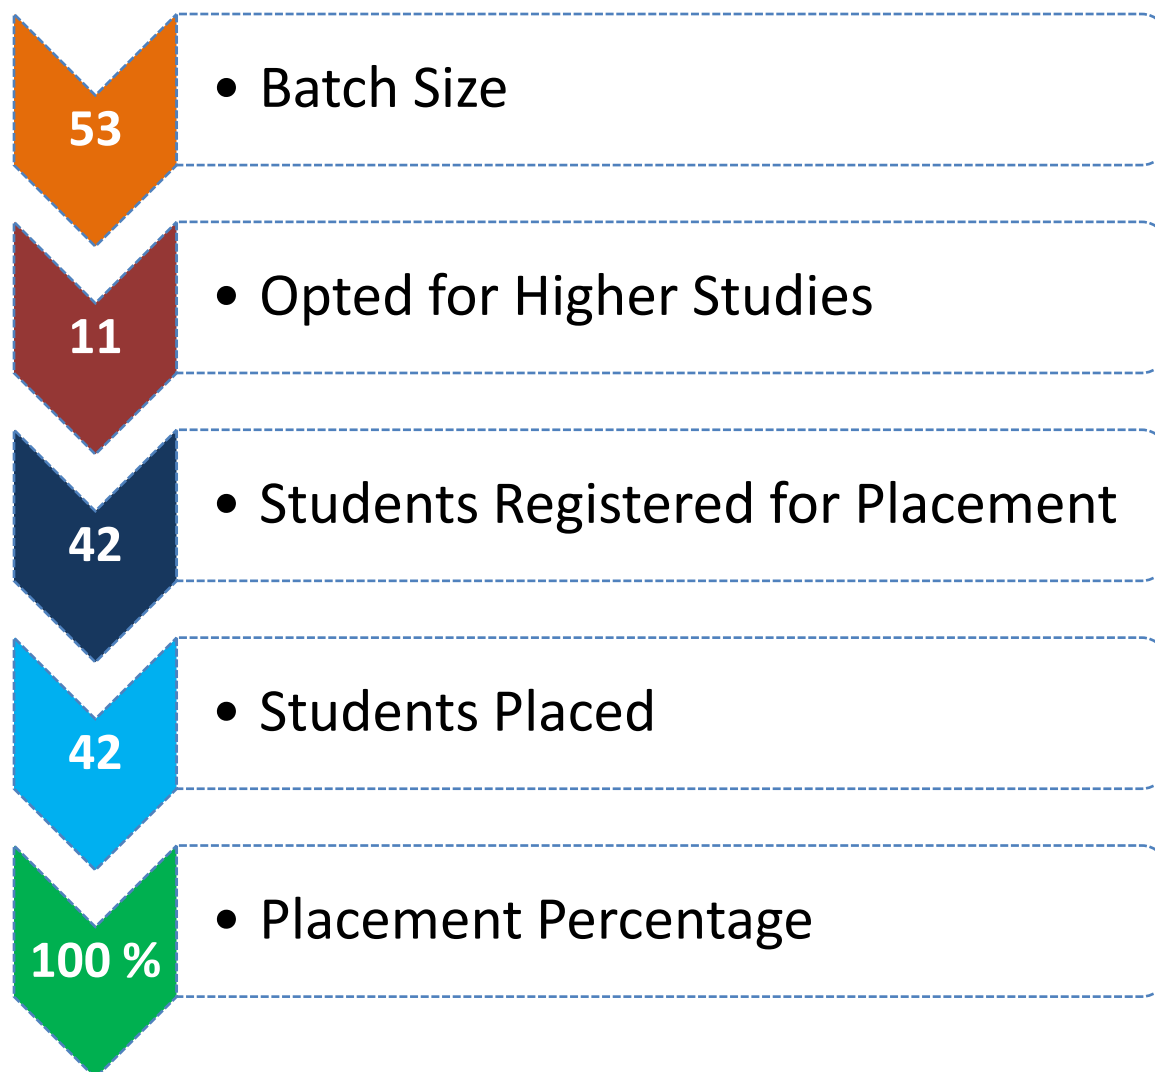 53
• Batch Size
11
• Opted for Higher Studies
42
• Students Registered for Placement
42
• Students Placed
100 %
• Placement Percentage